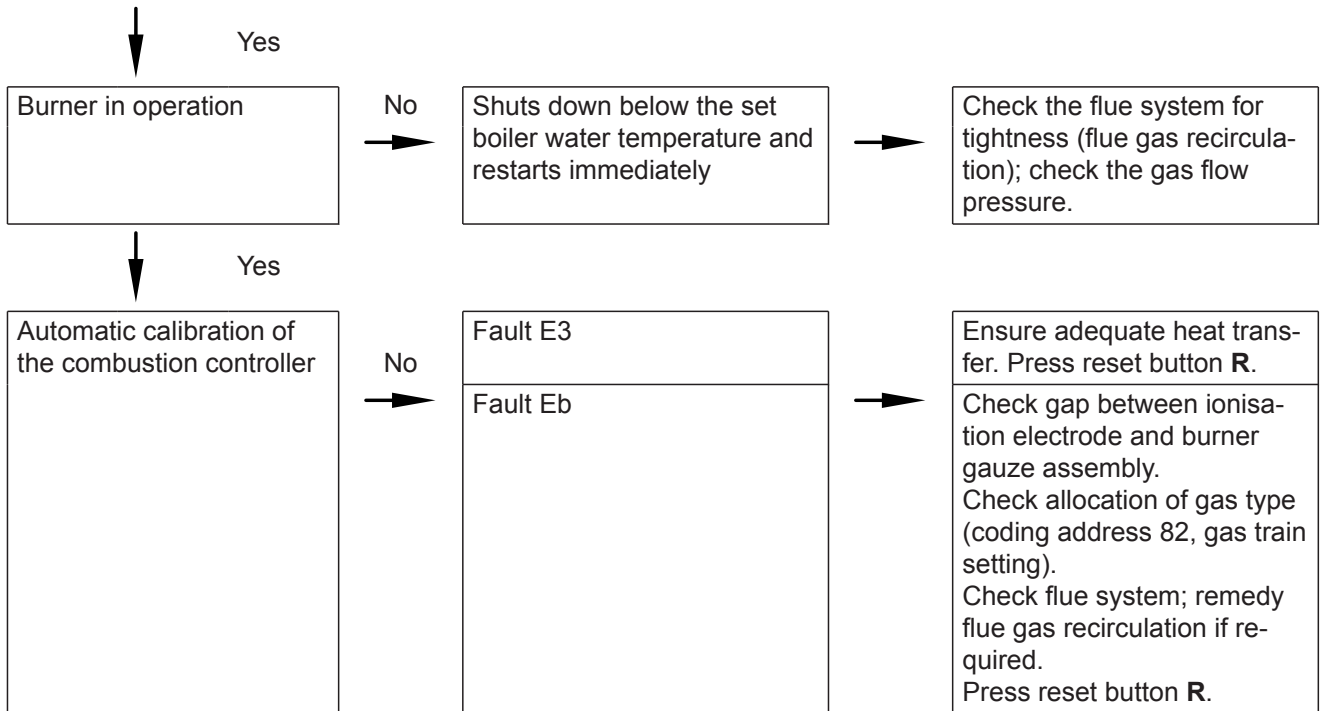 Yes
Burner in operation
No
Shuts down below the set
boiler water temperature and
restarts immediately
Check the flue system for
tightness (flue gas recircula-
tion); check the gas flow
pressure.
Yes
Automatic calibration of
the combustion controller
No
Fault E3
Ensure adequate heat trans-
fer. Press reset button R.
Fault Eb
Check gap between ionisa-
tion electrode and burner
gauze assembly.
Check allocation of gas type
(coding address 82, gas train
setting).
Check flue system; remedy
flue gas recirculation if re-
quired.
Press reset button R.